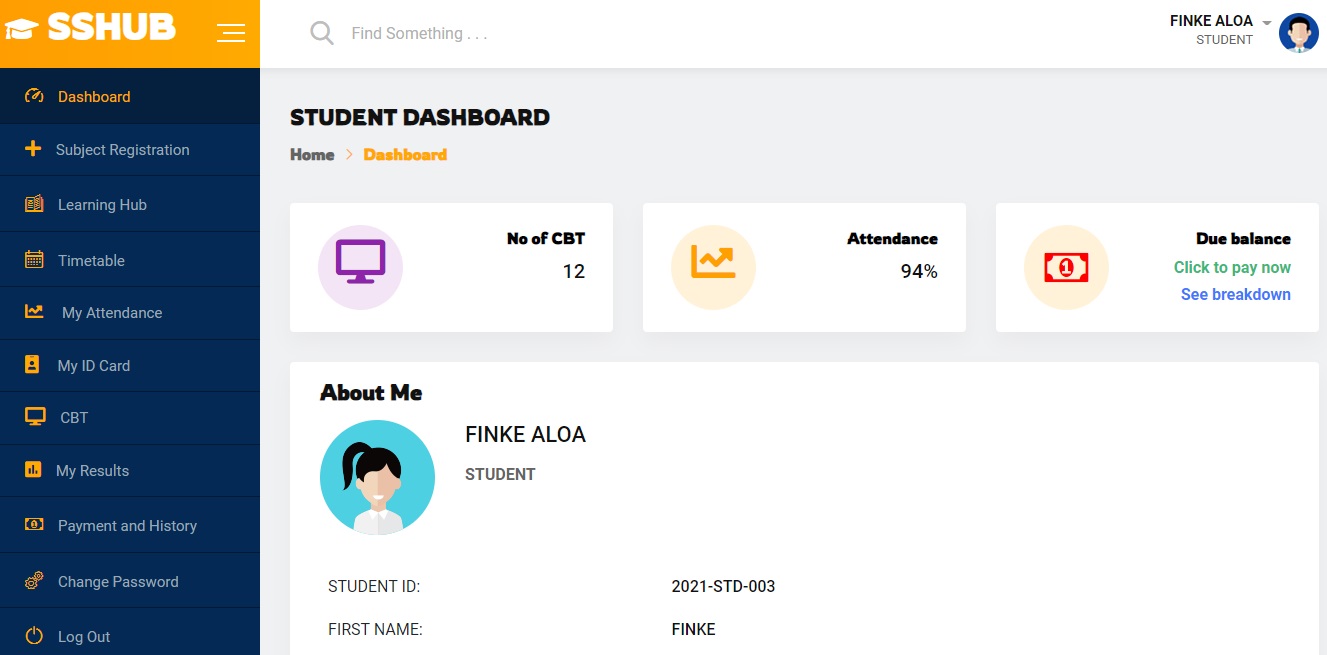 SSHUB
Find Something . . .
FINKE ALOA
STUDENT
Dashboard
Subject Registration
Learning Hub
Timetable
My Attendance
My ID Card
CBT
My Results
Payment and History
Change Password
Log Out
STUDENT DASHBOARD
Home > Dashboard
No of CBT
12
Attendance
94%
1
Due balance
Click to pay now
See breakdown
About Me
FINKE ALOA
STUDENT
STUDENT ID: 2021-STD-003
FIRST NAME: FINKE